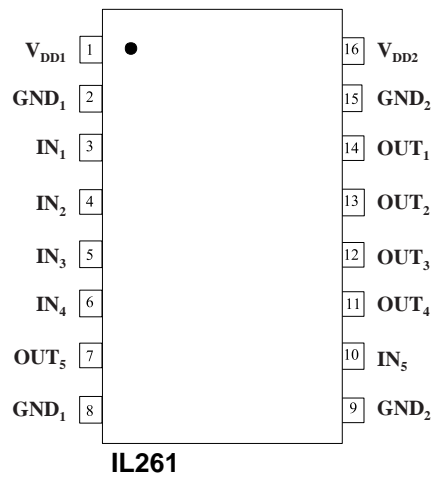 V_DD1 1 16 V_DD2
GND_1 2 15 GND_2
IN_1 3 14 OUT_1
IN_2 4 13 OUT_2
IN_3 5 12 OUT_3
IN_4 6 11 OUT_4
OUT_5 7 10 IN_5
GND_1 8 9 GND_2
IL261